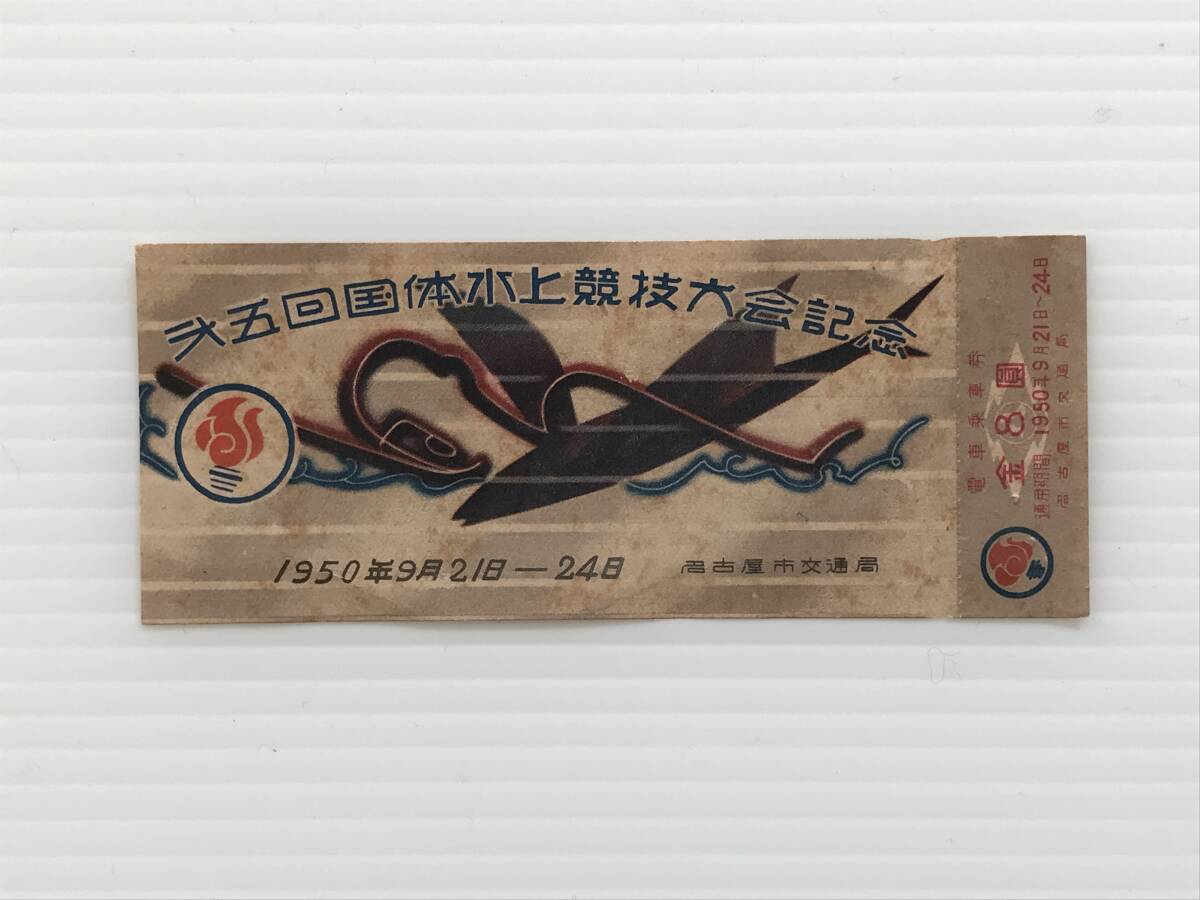 㐧五回国体水上競技大会記念
1950年9月21日—24日
名古屋市交通局
電車乗車券
金8圓
通用期間 1950年9月21日~24日
名古屋市交通局